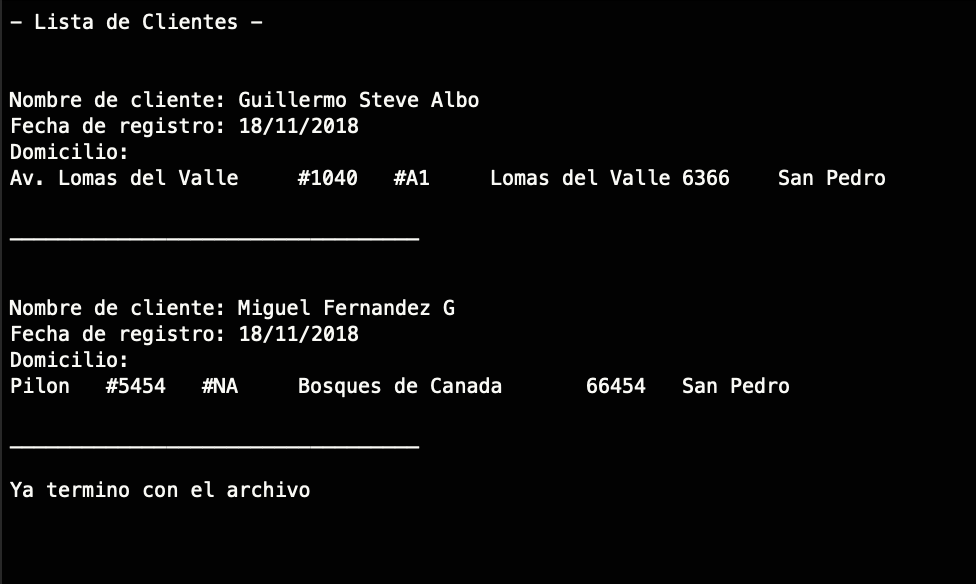 - Lista de Clientes -
Nombre de cliente: Guillermo Steve Albo
Fecha de registro: 18/11/2018
Domicilio:
Av. Lomas del Valle     #1040   #A1     Lomas del Valle 6366    San Pedro
__________________________________
Nombre de cliente: Miguel Fernandez G
Fecha de registro: 18/11/2018
Domicilio:
Pilon   #5454   #NA     Bosques de Canada       66454   San Pedro
__________________________________
Ya termino con el archivo